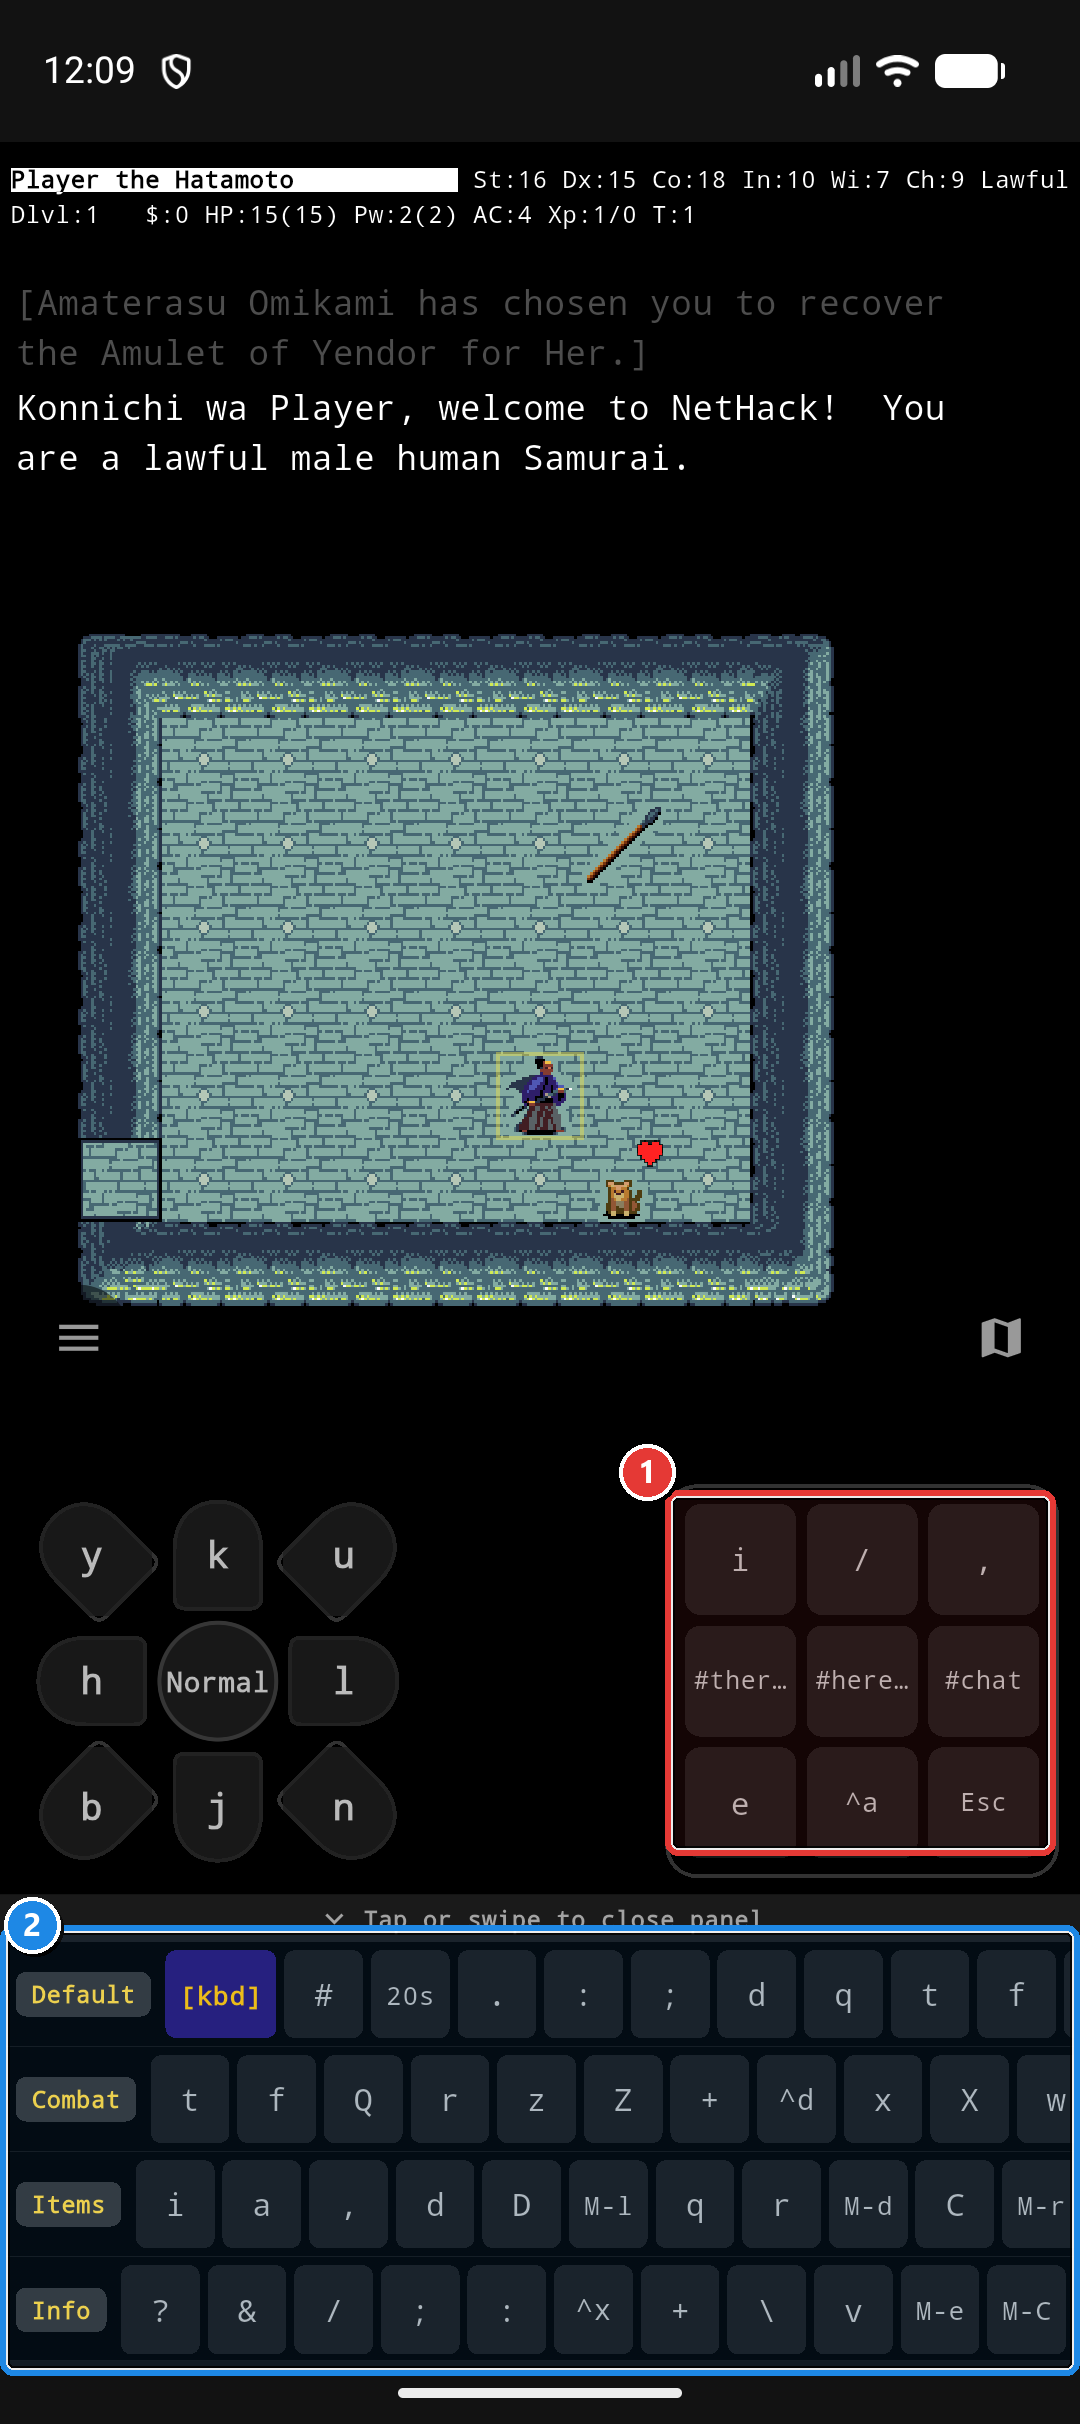 12:09
Player the Hatamoto St:16 Dx:15 Co:18 In:10 Wi:7 Ch:9 Lawful
Dlvl:1 $:0 HP:15(15) Pw:2(2) AC:4 Xp:1/0 T:1
[Amaterasu Omikami has chosen you to recover
the Amulet of Yendor for Her.]
Konnichi wa Player, welcome to NetHack! You
are a lawful male human Samurai.
1
y k u
i / ,
h Normal l
#ther… #here… #chat
b j n
e ^a Esc
2
Tap or swipe to close panel
Default [kbd] # 20s . : ; d q t f
Combat t f Q r z Z + ^d x X w
Items i a , d D M-l q r M-d C M-r
Info ? & / ; : ^x + \ v M-e M-C